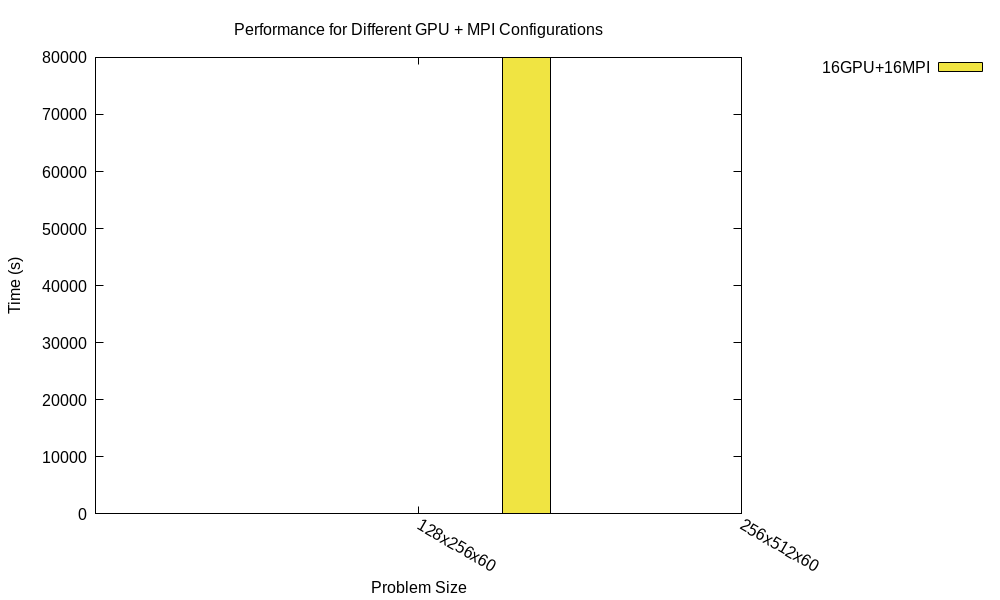 Performance for Different GPU + MPI Configurations
16GPU+16MPI
80000
70000
60000
50000
40000
30000
20000
10000
0
Time (s)
128x256x60
256x512x60
Problem Size